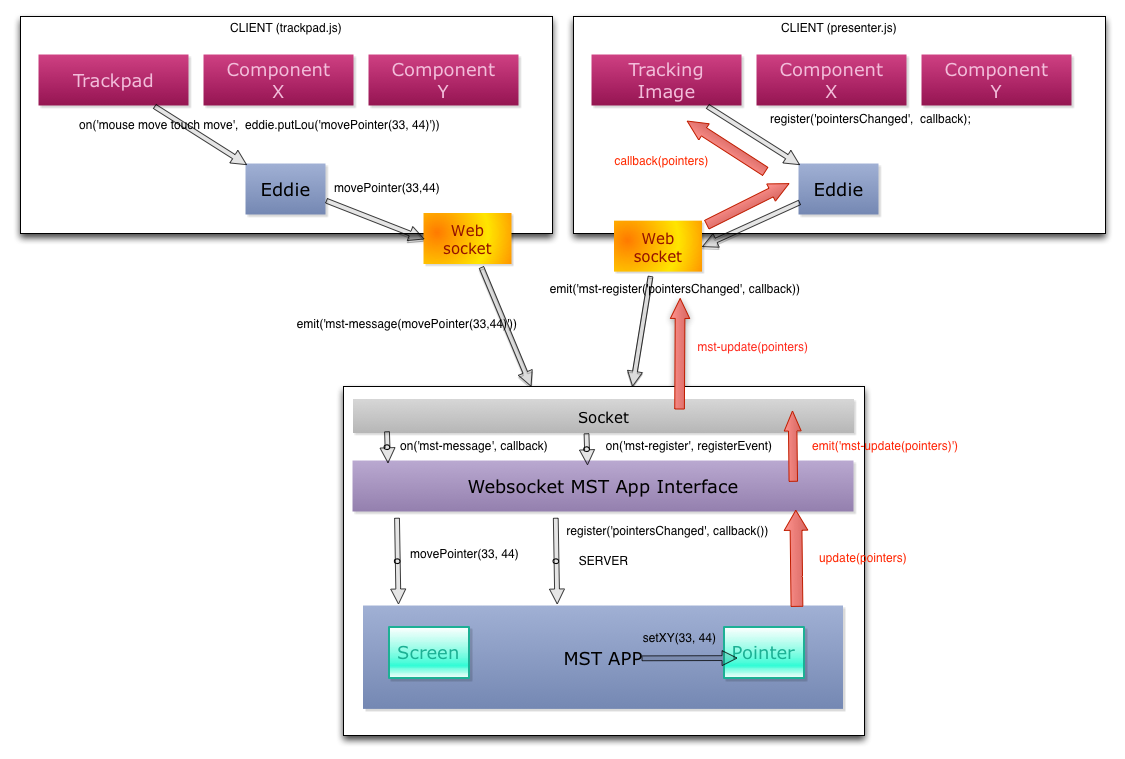 CLIENT (trackpad.js)
Trackpad
Component
X
Component
Y
on('mouse move touch move',  eddie.putLou('movePointer(33, 44)'))
Eddie
movePointer(33,44)
Web
socket
emit('mst-message(movePointer(33,44)'))
CLIENT (presenter.js)
Tracking
Image
Component
X
Component
Y
register('pointersChanged',  callback);
callback(pointers)
Eddie
Web
socket
emit('mst-register('pointersChanged', callback))
mst-update(pointers)
Socket
on('mst-message', callback)
on('mst-register', registerEvent)
emit('mst-update(pointers)')
Websocket MST App Interface
register('pointersChanged', callback())
movePointer(33, 44)
SERVER
update(pointers)
Screen
MST APP
setXY(33, 44)
Pointer